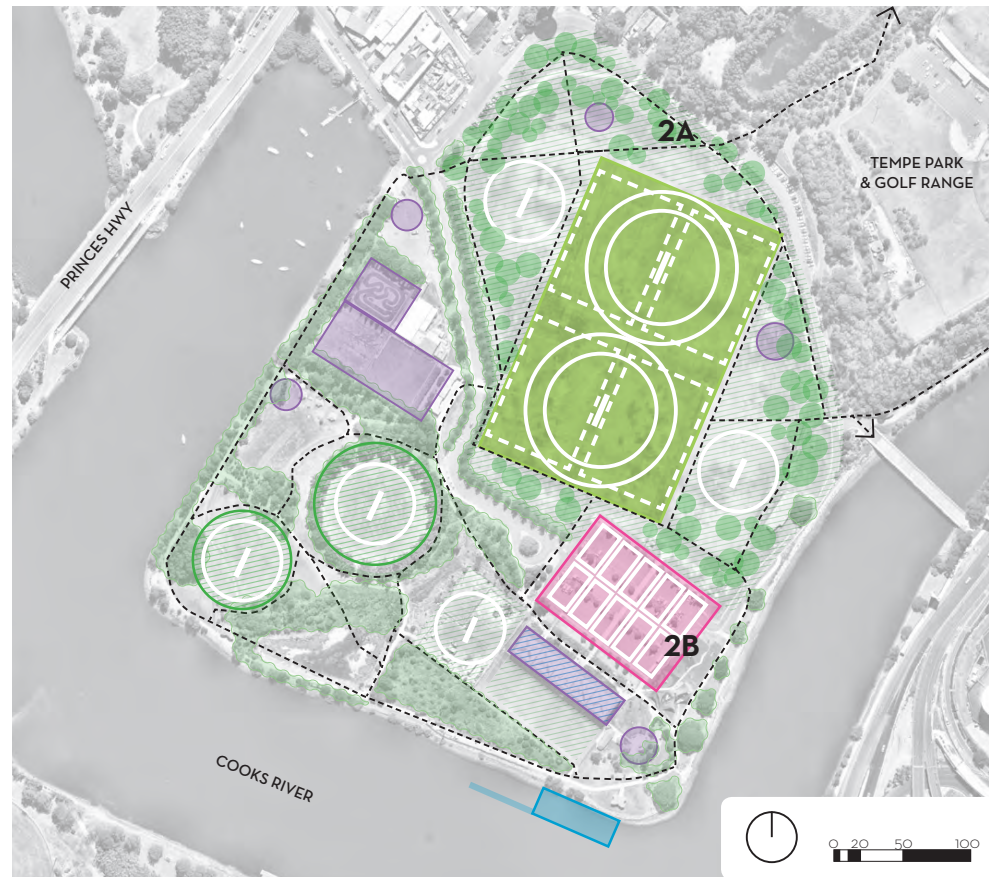 2A
TEMPE PARK
& GOLF RANGE
PRINCES HWY
2B
COOKS RIVER
0 20 50 100